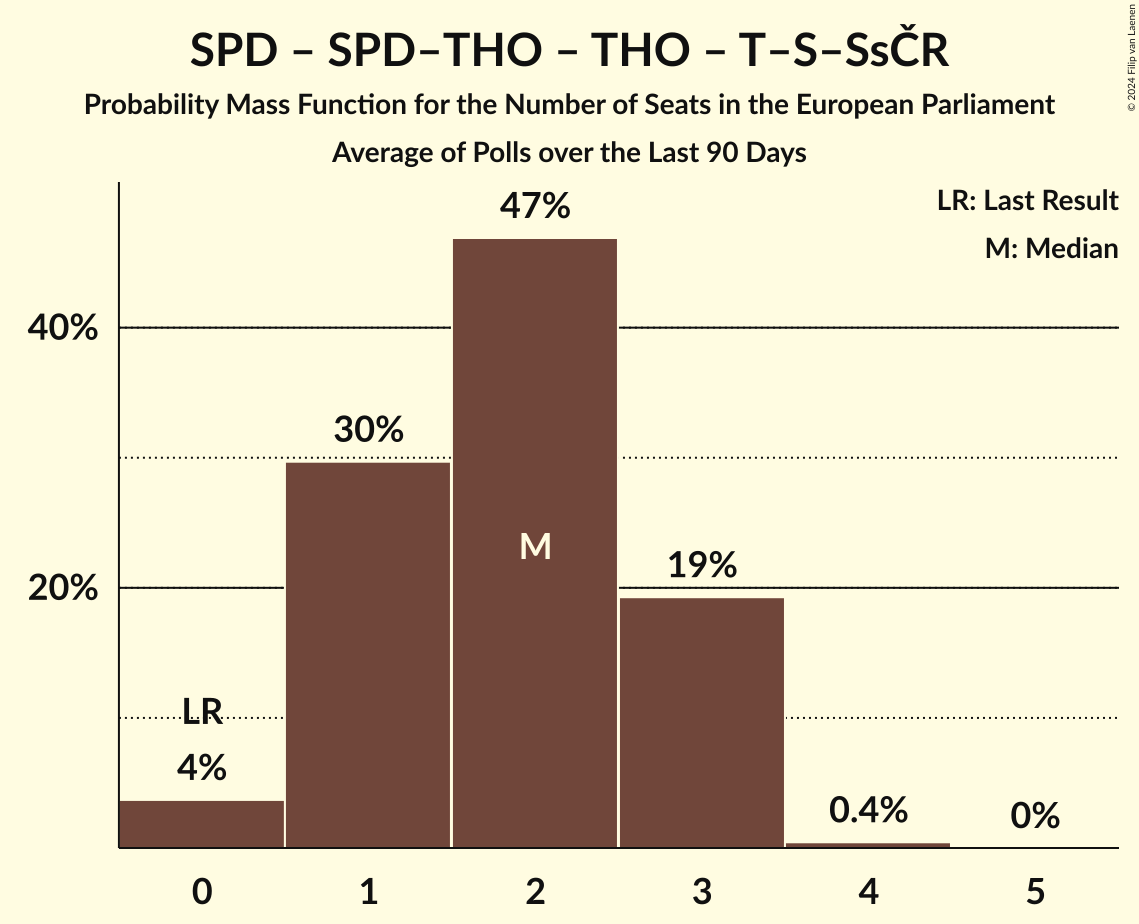 SPD – SPD–THO – THO – T–S–SsČR
Probability Mass Function for the Number of Seats in the European Parliament
Average of Polls over the Last 90 Days
© 2024 Filip van Laenen
LR: Last Result
M: Median
47%
40%
30%
M
19%
20%
LR
4%
0.4%
0%
0 1 2 3 4 5